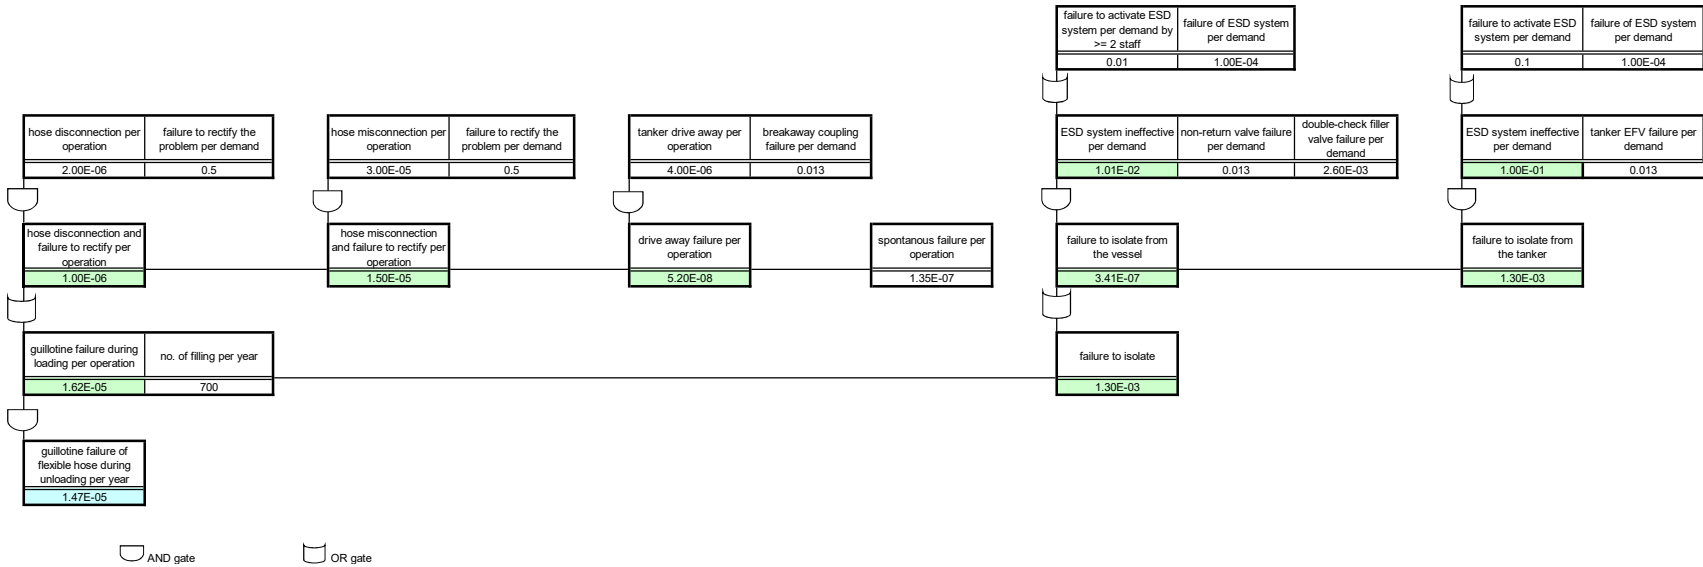 failure to activate ESD
system per demand by
>= 2 staff
0.01
failure of ESD system
per demand
1.00E-04
failure to activate ESD
system per demand
0.1
failure of ESD system
per demand
1.00E-04
hose disconnection per
operation
2.00E-06
failure to rectify the
problem per demand
0.5
hose misconnection per
operation
3.00E-05
failure to rectify the
problem per demand
0.5
tanker drive away per
operation
4.00E-06
breakaway coupling
failure per demand
0.013
ESD system ineffective
per demand
1.01E-02
non-return valve failure
per demand
0.013
double-check filler
valve failure per
demand
2.60E-03
ESD system ineffective
per demand
1.00E-01
tanker EFV failure per
demand
0.013
hose disconnection and
failure to rectify per
operation
1.00E-06
hose misconnection
and failure to rectify per
operation
1.50E-05
drive away failure per
operation
5.20E-08
spontanous failure per
operation
1.35E-07
failure to isolate from
the vessel
3.41E-07
failure to isolate from
the tanker
1.30E-03
guillotine failure during
loading per operation
1.62E-05
no. of filling per year
700
failure to isolate
1.30E-03
guillotine failure of
flexible hose during
unloading per year
1.47E-05
AND gate
OR gate